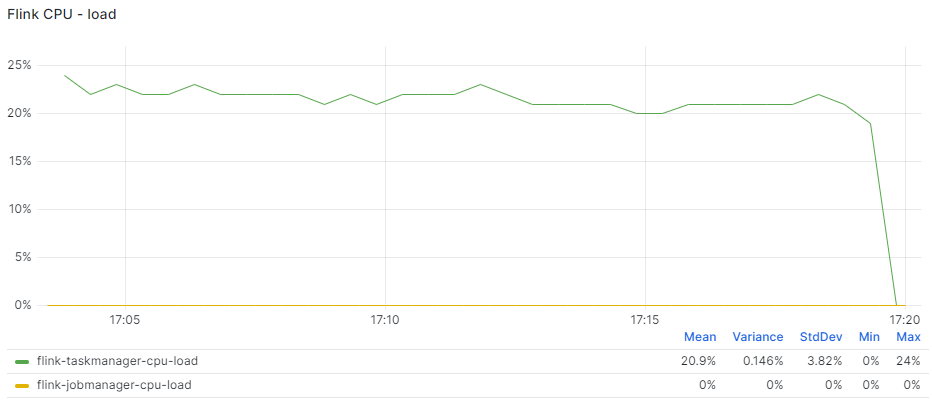 Flink CPU - load
25%
20%
15%
10%
5%
0%
17:05 17:10 17:15 17:20
Mean Variance StdDev Min Max
flink-taskmanager-cpu-load 20.9% 0.146% 3.82% 0% 24%
flink-jobmanager-cpu-load 0% 0% 0% 0% 0%